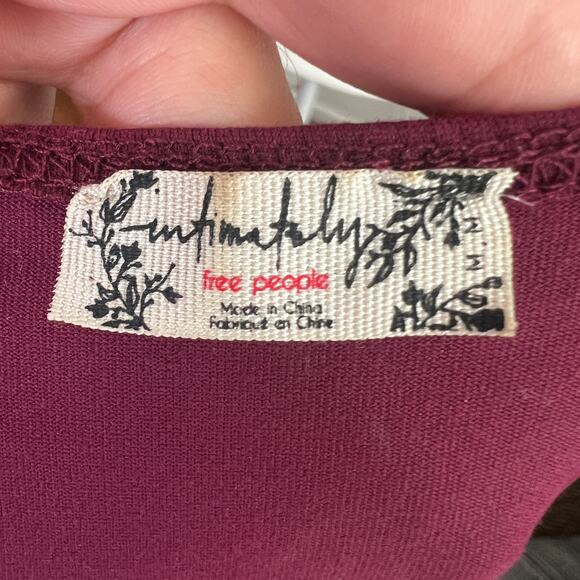 intimately
free people
Made in China
Fabriqué en Chine
M M M